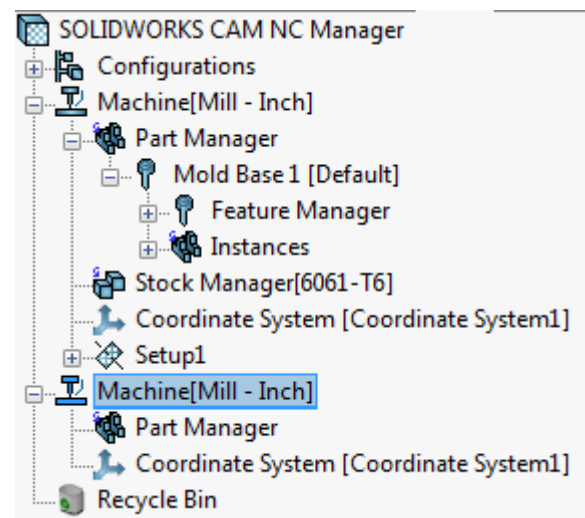 SOLIDWORKS CAM NC Manager
Configurations
Machine[Mill - Inch]
Part Manager
Mold Base 1 [Default]
Feature Manager
Instances
Stock Manager[6061-T6]
Coordinate System [Coordinate System1]
Setup1
Machine[Mill - Inch]
Part Manager
Coordinate System [Coordinate System1]
Recycle Bin